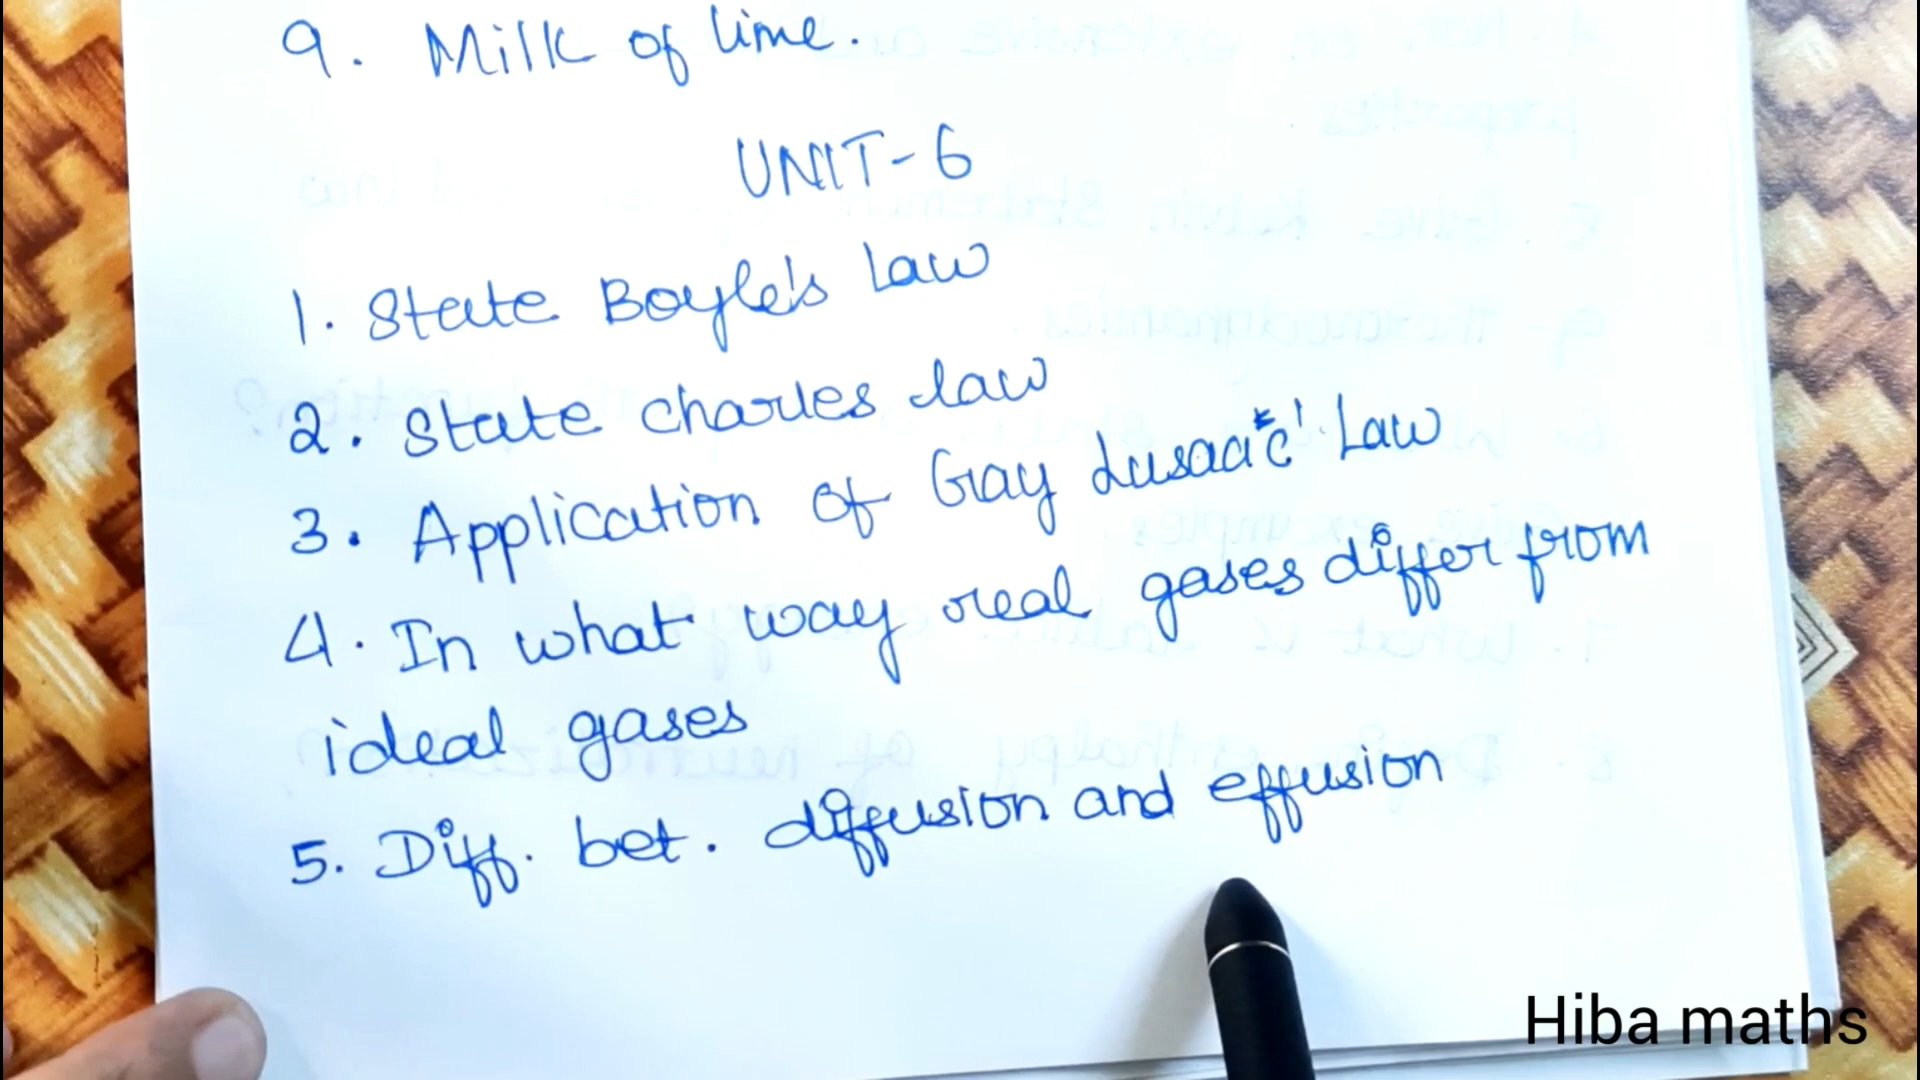 9. Milk of lime.
UNIT-6
1. State Boyle's Law
2. State charles law
3. Application of Gay Lusaac' Law
4. In what way real gases differ from
ideal gases
5. Diff. bet. diffusion and effusion
Hiba maths